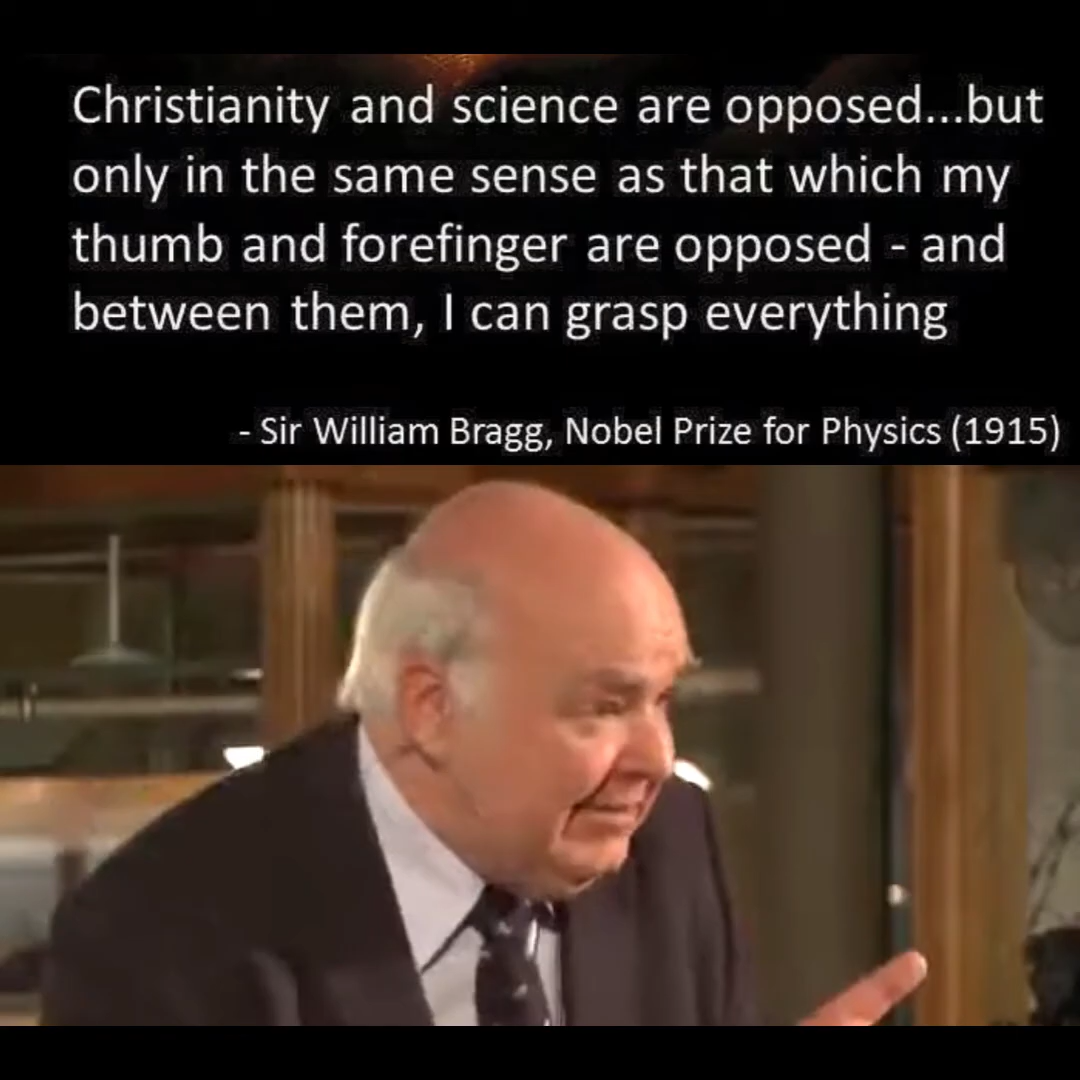 Christianity and science are opposed...but
only in the same sense as that which my
thumb and forefinger are opposed - and
between them, I can grasp everything
- Sir William Bragg, Nobel Prize for Physics (1915)